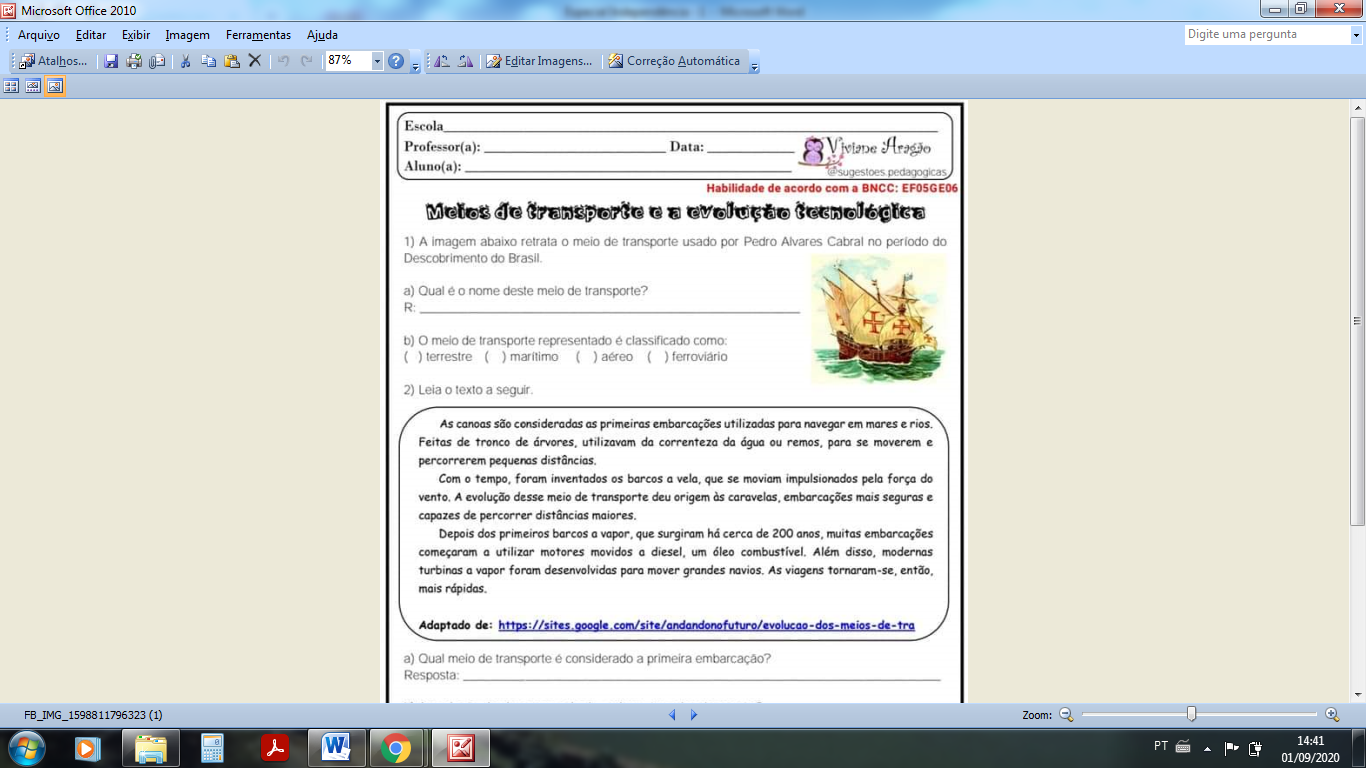 Microsoft Office 2010
Arquivo Editar Exibir Imagem Ferramentas Ajuda
Digite uma pergunta
Atalhos... 87% Editar Imagens... Correção Automática
Escola
Professor(a): Data:
Viviane Aragão
Aluno(a):
@sugestoes.pedagogicas
Habilidade de acordo com a BNCC: EF05GE06
Meios de transporte e a evolução tecnológica
1) A imagem abaixo retrata o meio de transporte usado por Pedro Alvares Cabral no período do
Descobrimento do Brasil.
a) Qual é o nome deste meio de transporte?
R:
b) O meio de transporte representado é classificado como:
( ) terrestre ( ) marítimo ( ) aéreo ( ) ferroviário
2) Leia o texto a seguir.
As canoas são consideradas as primeiras embarcações utilizadas para navegar em mares e rios.
Feitas de tronco de árvores, utilizavam da correnteza da água ou remos, para se moverem e
percorrerem pequenas distâncias.
Com o tempo, foram inventados os barcos a vela, que se moviam impulsionados pela força do
vento. A evolução desse meio de transporte deu origem às caravelas, embarcações mais seguras e
capazes de percorrer distâncias maiores.
Depois dos primeiros barcos a vapor, que surgiram há cerca de 200 anos, muitas embarcações
começaram a utilizar motores movidos a diesel, um óleo combustível. Além disso, modernas
turbinas a vapor foram desenvolvidas para mover grandes navios. As viagens tornaram-se, então,
mais rápidas.
Adaptado de: https://sites.google.com/site/andandonofuturo/evolucao-dos-meios-de-tra
a) Qual meio de transporte é considerado a primeira embarcação?
Resposta:
FB_IMG_1598811796323 (1)
Zoom:
PT
14:41
01/09/2020